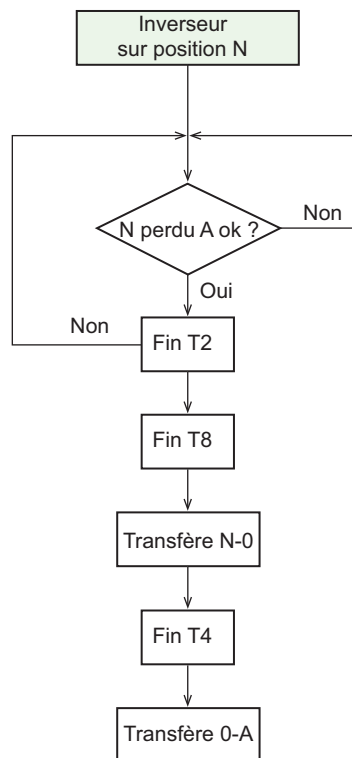 Inverseur
sur position N
N perdu A ok ?
Non
Oui
Non
Fin T2
Fin T8
Transfère N-0
Fin T4
Transfère 0-A